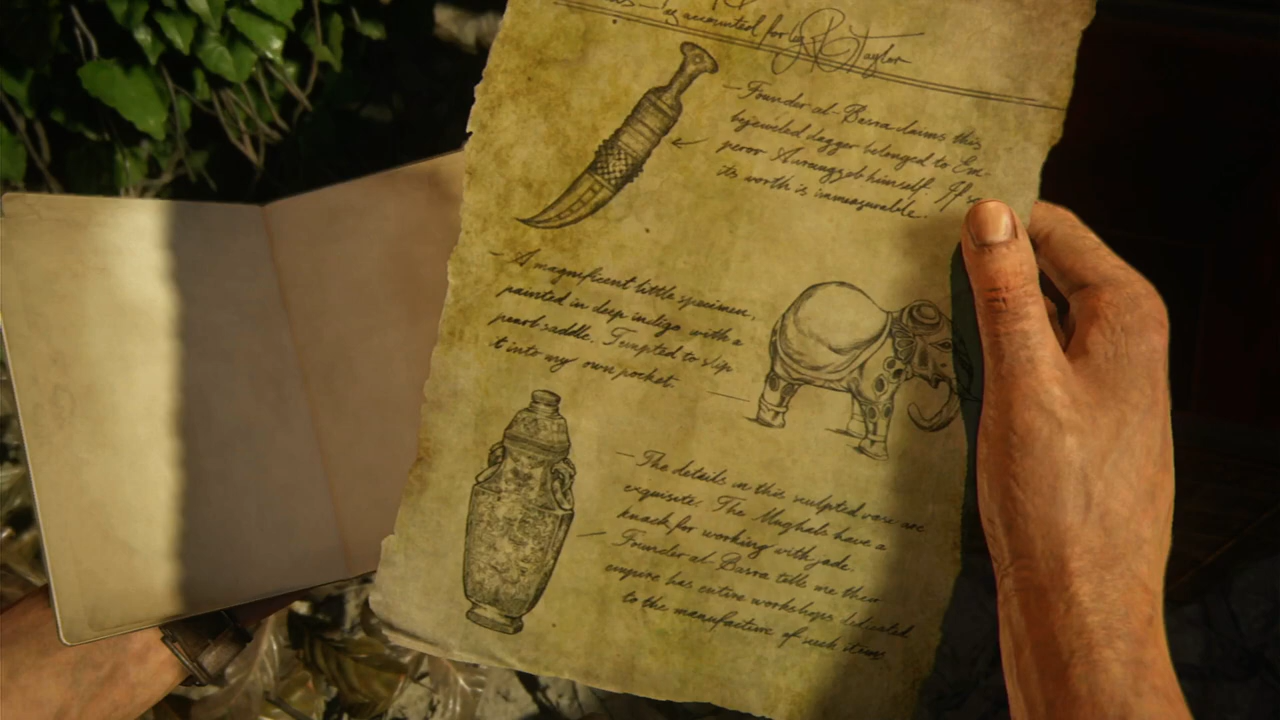 accounted for by R Taylor
– Founder al-Basra claims this
bejeweled dagger belonged to Em-
peror Aurangzeb himself. If so
its worth is immeasurable.
– A magnificent little specimen,
painted in deep indigo with a
pearl saddle. Tempted to slip
t into my own pocket.
– The details on this sculpted vase are
exquisite. The Mughals have a
knack for working with jade.
– Founder al-Basra tells me their
empire has entire workshops dedicated
to the manufactive of such items.